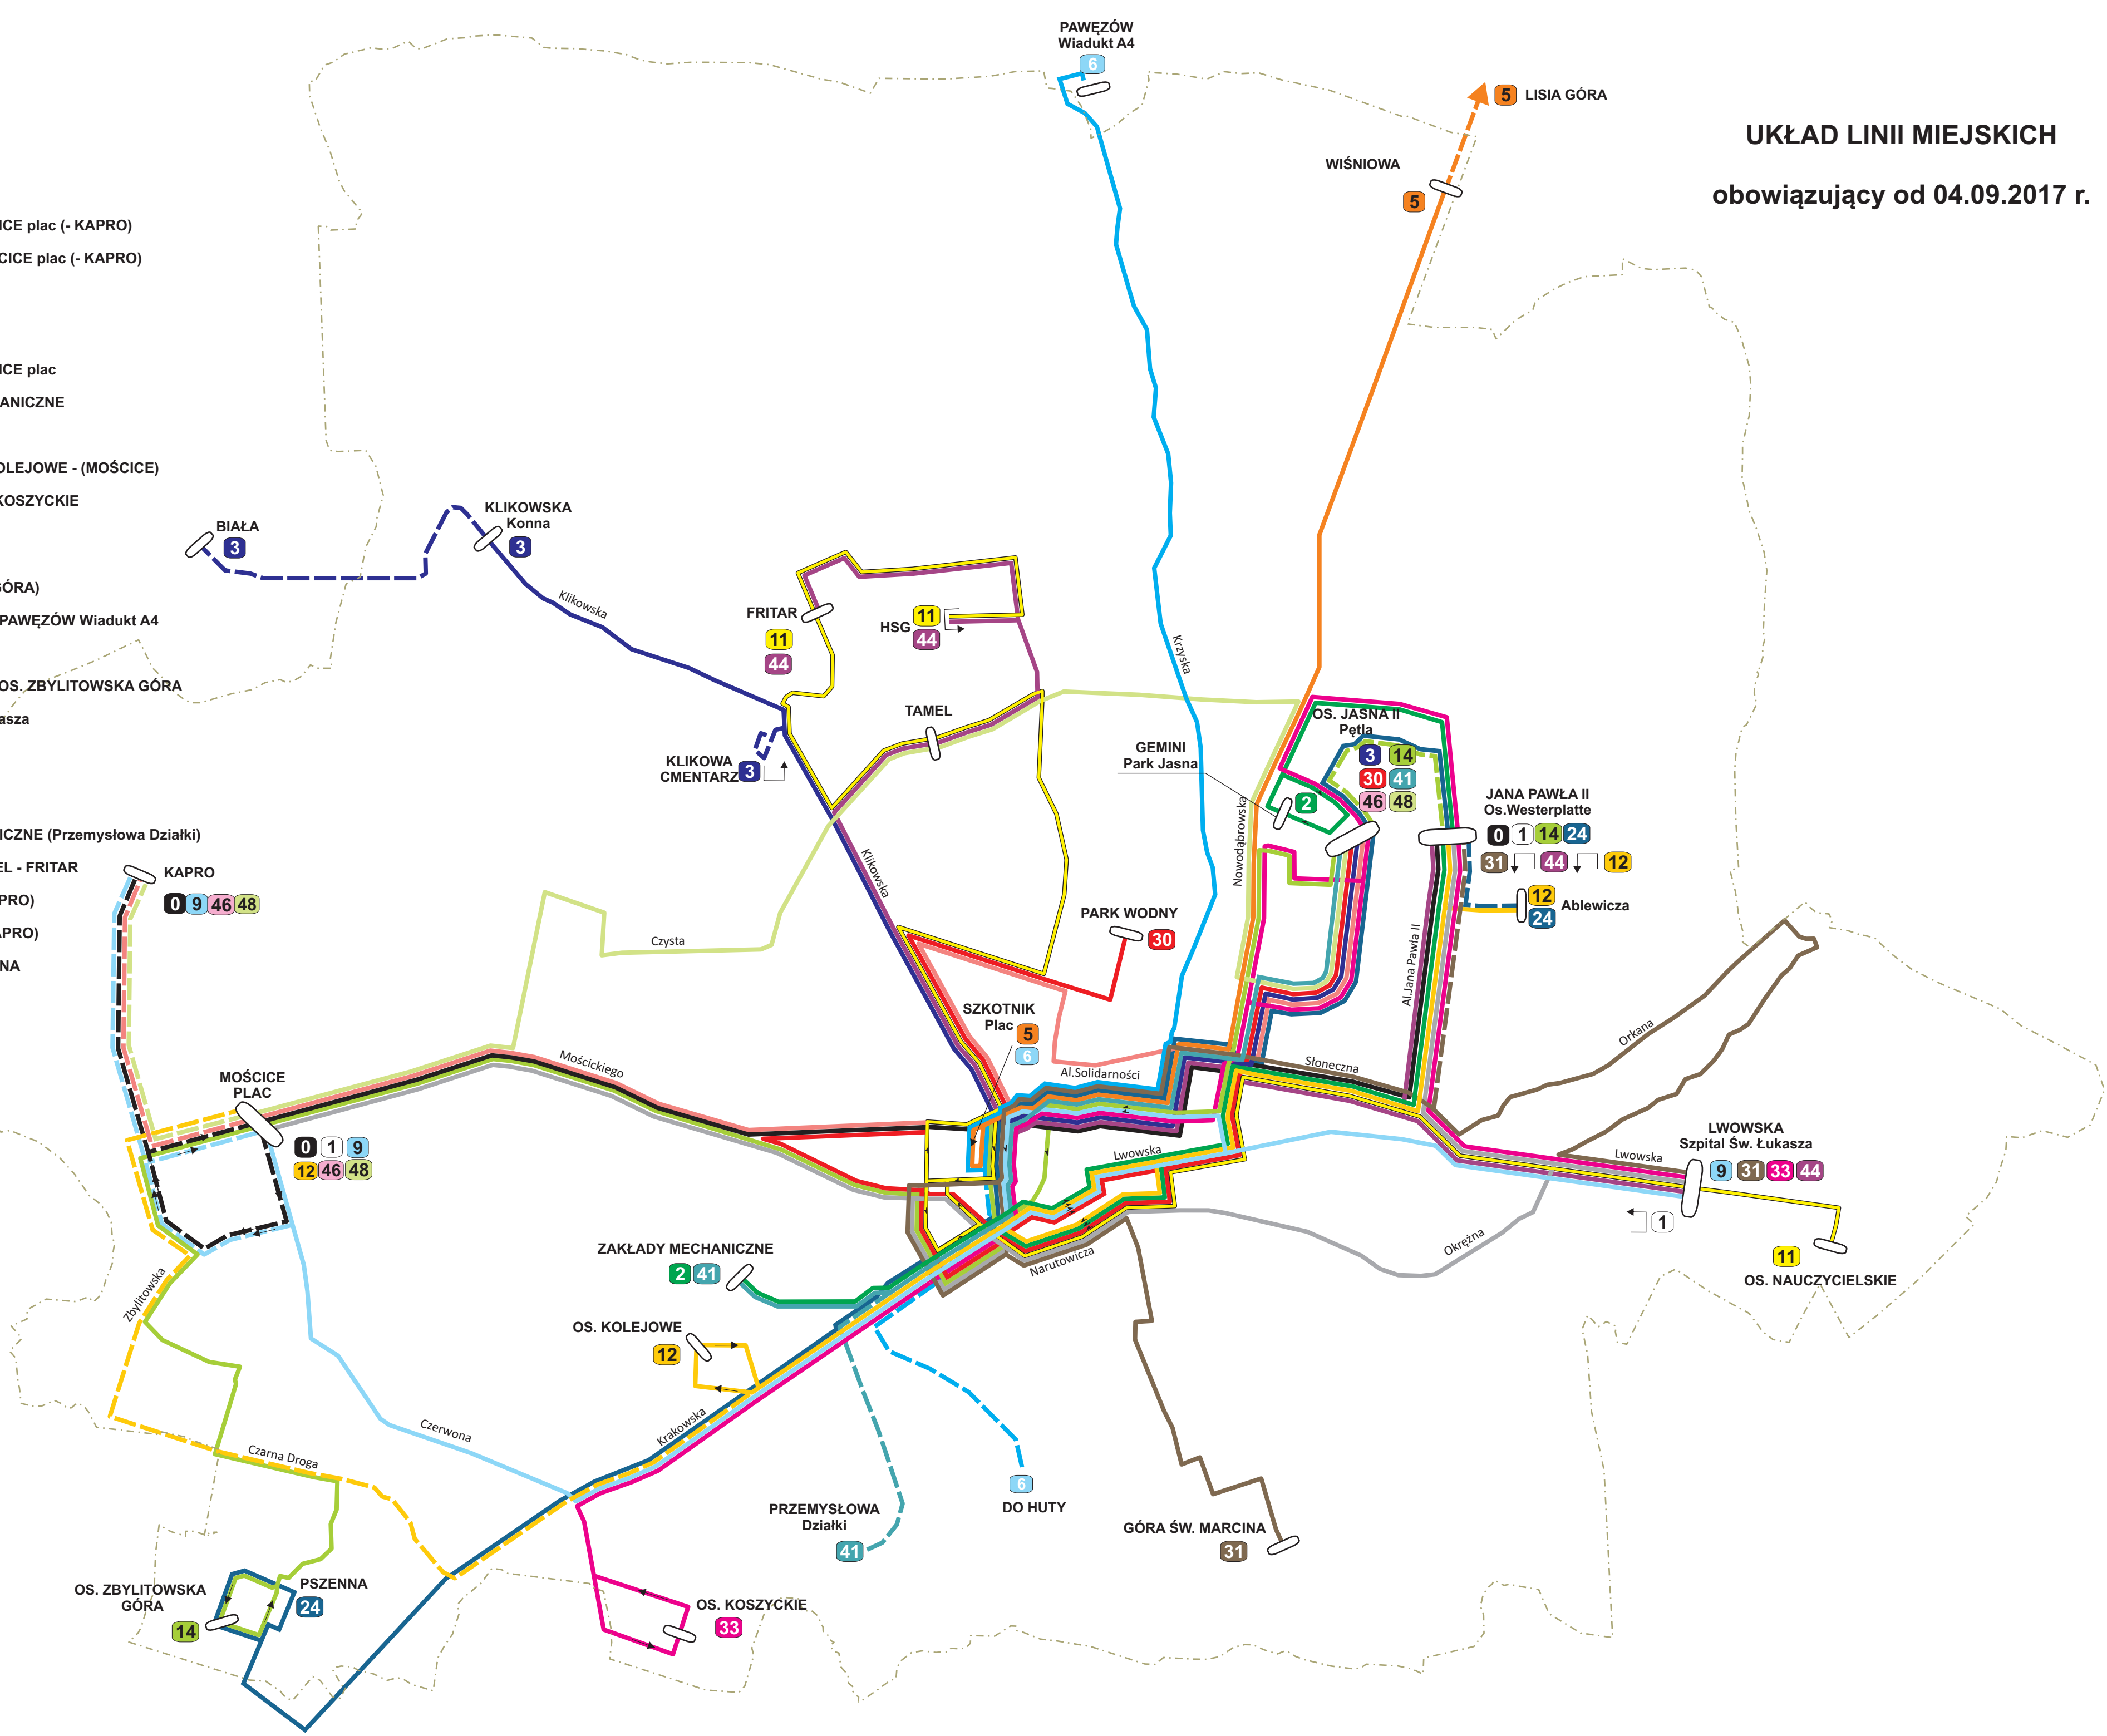 PAWĘZÓW
Wiadukt A4
6
5 LISIA GÓRA
UKŁAD LINII MIEJSKICH
obowiązujący od 04.09.2017 r.
WIŚNIOWA
5
ICE plac (- KAPRO)
CICE plac (- KAPRO)
ICE plac
ANICZNE
OLEJOWE - (MOŚCICE)
KOSZYCKIE
GÓRA)
PAWĘZÓW Wiadukt A4
OS. ZBYLITOWSKA GÓRA
asza
ICZNE (Przemysłowa Działki)
EL - FRITAR
PRO)
APRO)
NA
BIAŁA
3
KLIKOWSKA
Konna
3
Klikowska
FRITAR
11
44
HSG
11
44
Krzyska
TAMEL
KLIKOWA
CMENTARZ 3
GEMINI
Park Jasna
2
OS. JASNA II
Pętla
3 14
30 41
46 48
JANA PAWŁA II
Os.Westerplatte
0 1 14 24
31 44 12
12
24
Ablewicza
Nowodąbrowska
Klikowska
KAPRO
0 9 46 48
Czysta
PARK WODNY
30
Al.Jana Pawła II
SZKOTNIK
Plac
5
6
Orkana
Mościckiego
Al.Solidarności
Słoneczna
MOŚCICE
PLAC
0 1 9
12 46 48
Lwowska
Lwowska
LWOWSKA
Szpital Św. Łukasza
9 31 33 44
1
11
OS. NAUCZYCIELSKIE
Okrężna
Narutowicza
ZAKŁADY MECHANICZNE
2 41
Zbylitowska
OS. KOLEJOWE
12
Krakowska
Czerwona
Czarna Droga
6
DO HUTY
PRZEMYSŁOWA
Działki
41
GÓRA ŚW. MARCINA
31
OS. ZBYLITOWSKA
GÓRA
14
PSZENNA
24
OS. KOSZYCKIE
33